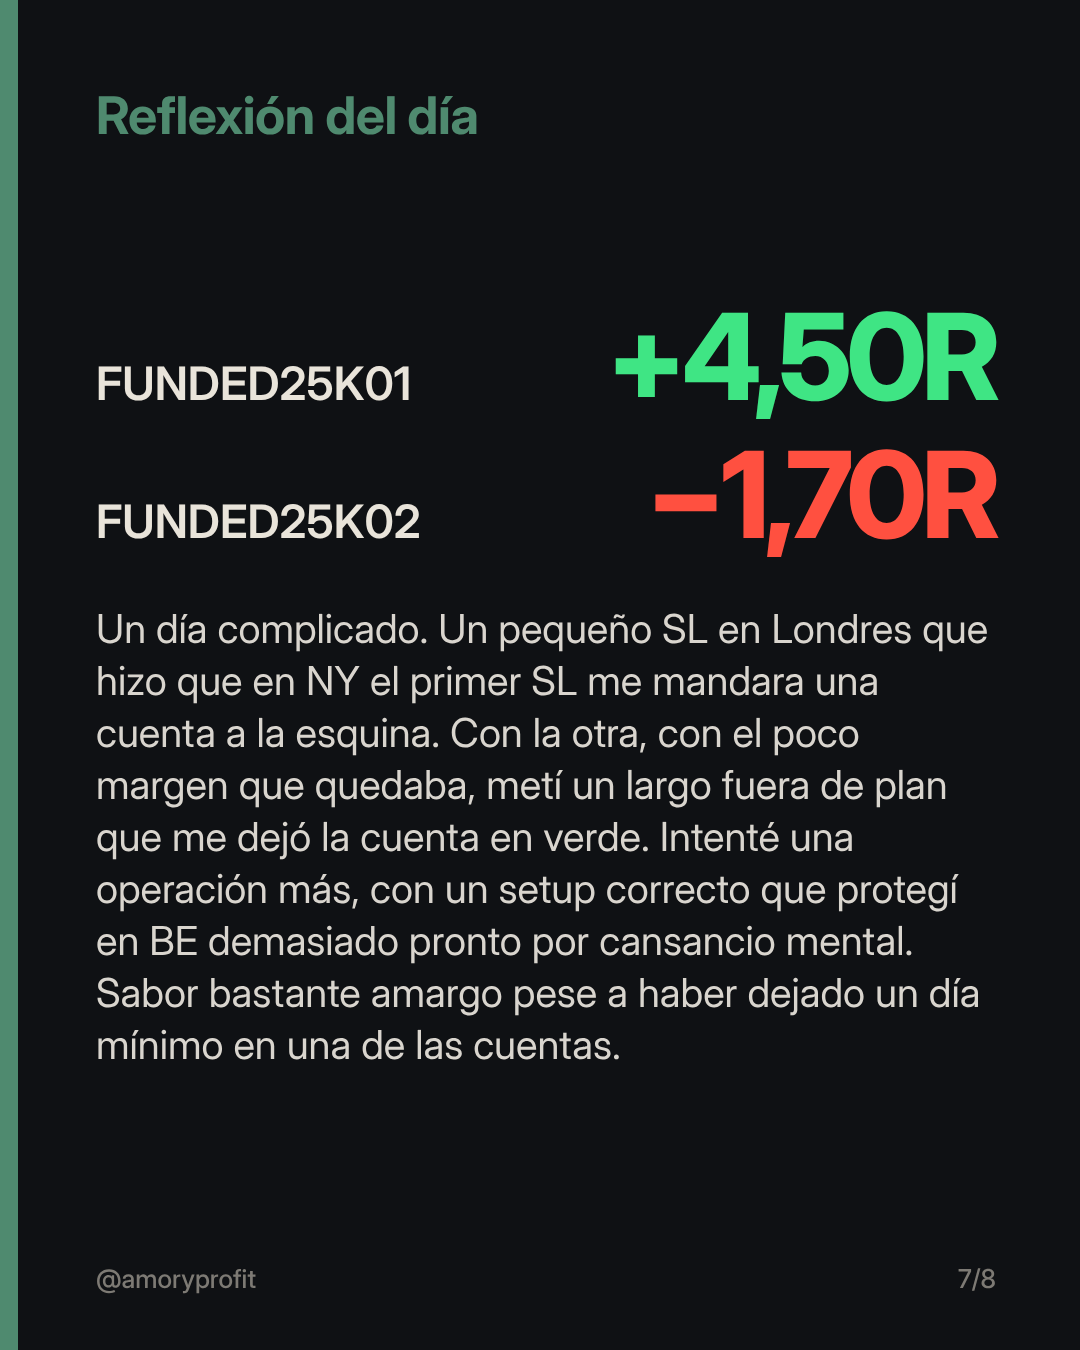 Reflexión del día
FUNDED25K01 +4,50R
FUNDED25K02 −1,70R
Un día complicado. Un pequeño SL en Londres que
hizo que en NY el primer SL me mandara una
cuenta a la esquina. Con la otra, con el poco
margen que quedaba, metí un largo fuera de plan
que me dejó la cuenta en verde. Intenté una
operación más, con un setup correcto que protegí
en BE demasiado pronto por cansancio mental.
Sabor bastante amargo pese a haber dejado un día
mínimo en una de las cuentas.
@amoryprofit 7/8